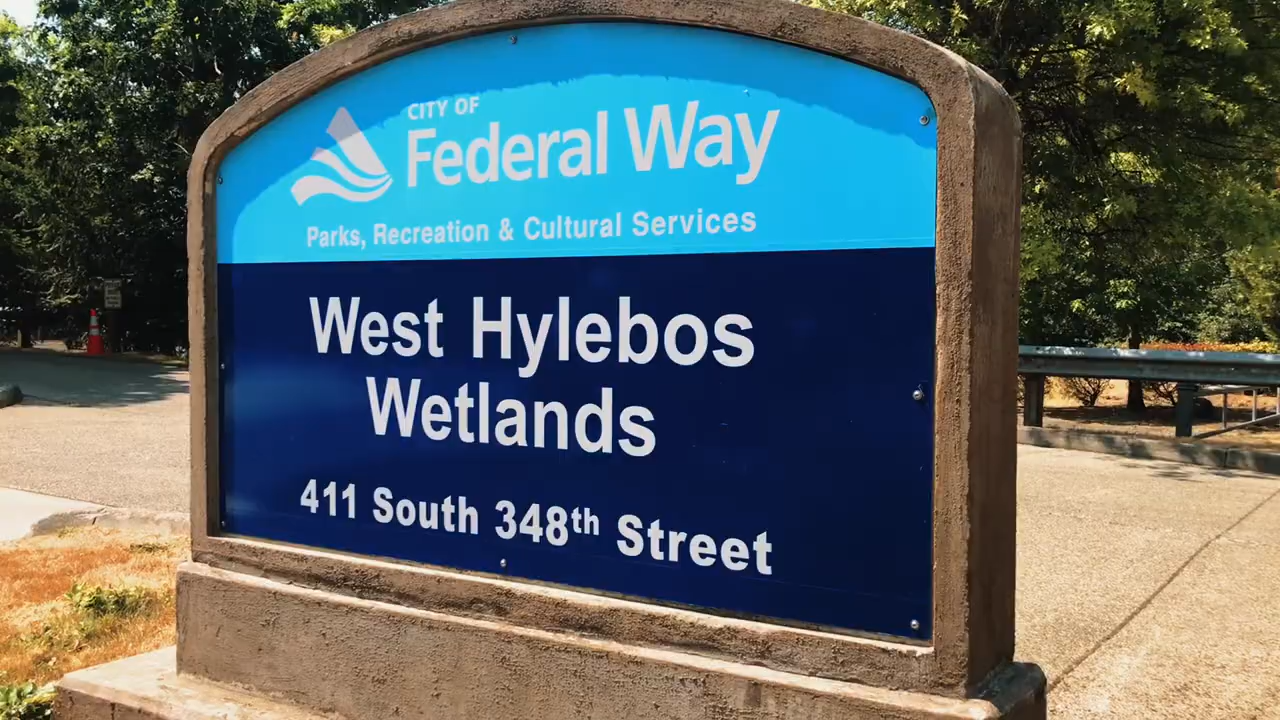 CITY OF
Federal Way
Parks, Recreation & Cultural Services
West Hylebos
Wetlands
411 South 348th Street